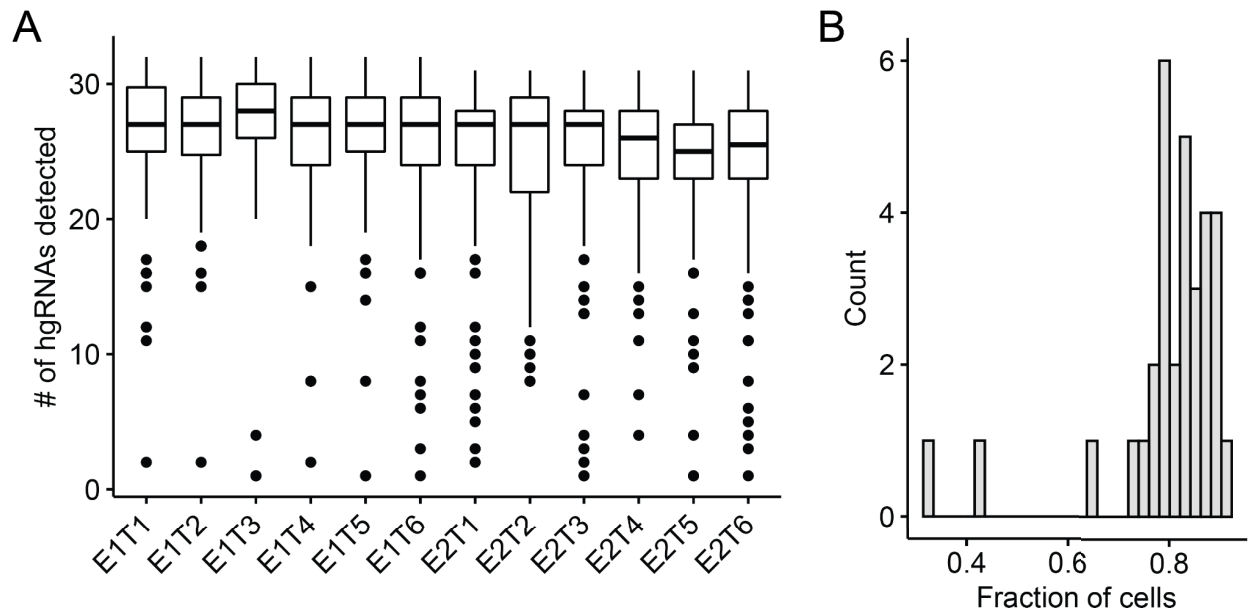 A
# of hgRNAs detected
30
20
10
0
E1T1
E1T2
E1T3
E1T4
E1T5
E1T6
E2T1
E2T2
E2T3
E2T4
E2T5
E2T6
B
Count
6
4
2
0
0.4
0.6
0.8
Fraction of cells